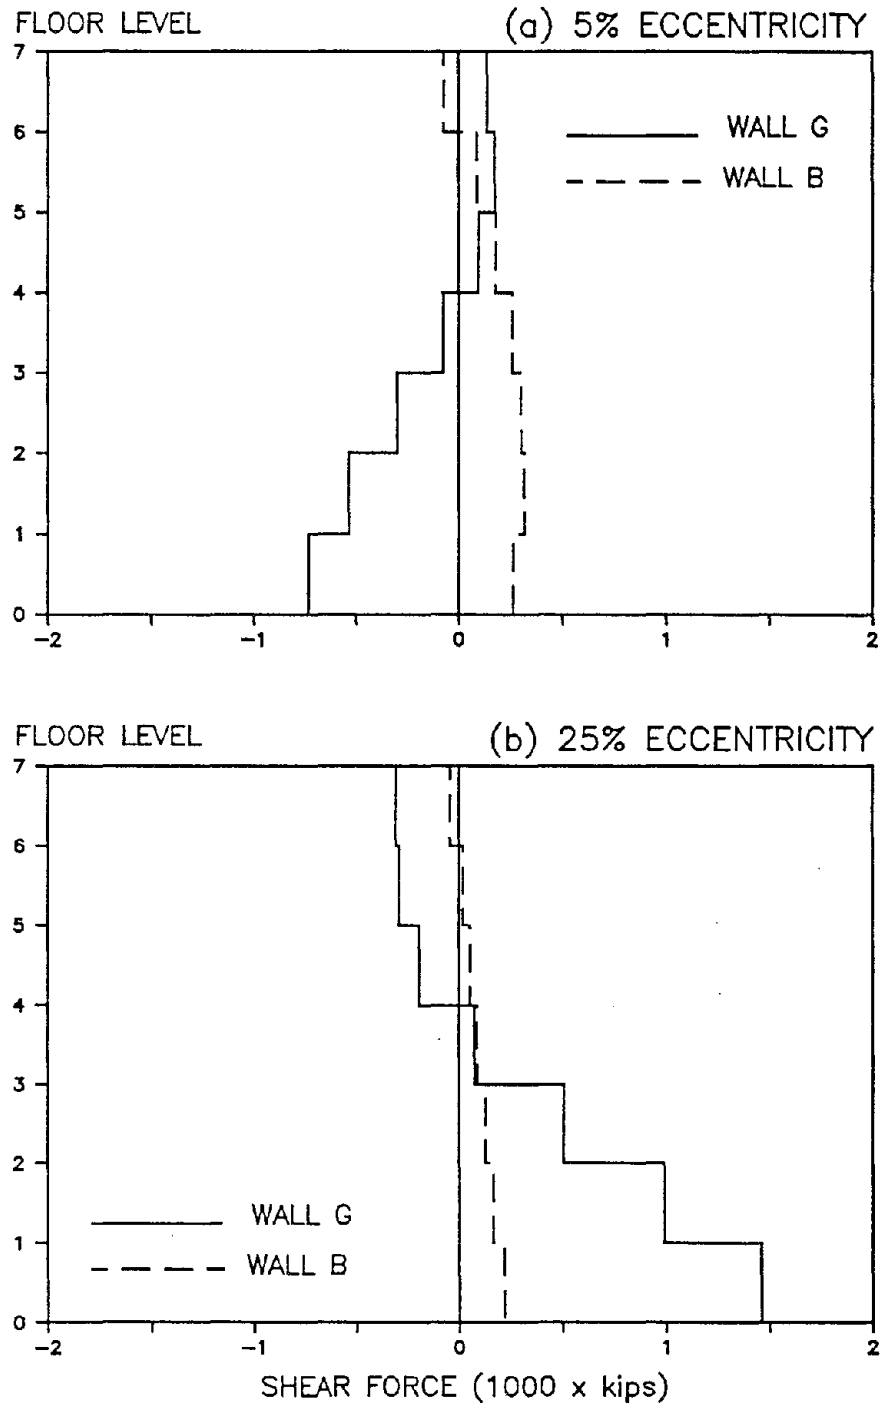 FLOOR LEVEL (a) 5% ECCENTRICITY
7
6
5
4
3
2
1
0
WALL G
WALL B
-2 -1 0 1 2
FLOOR LEVEL (b) 25% ECCENTRICITY
7
6
5
4
3
2
1
0
WALL G
WALL B
-2 -1 0 1 2
SHEAR FORCE (1000 x kips)